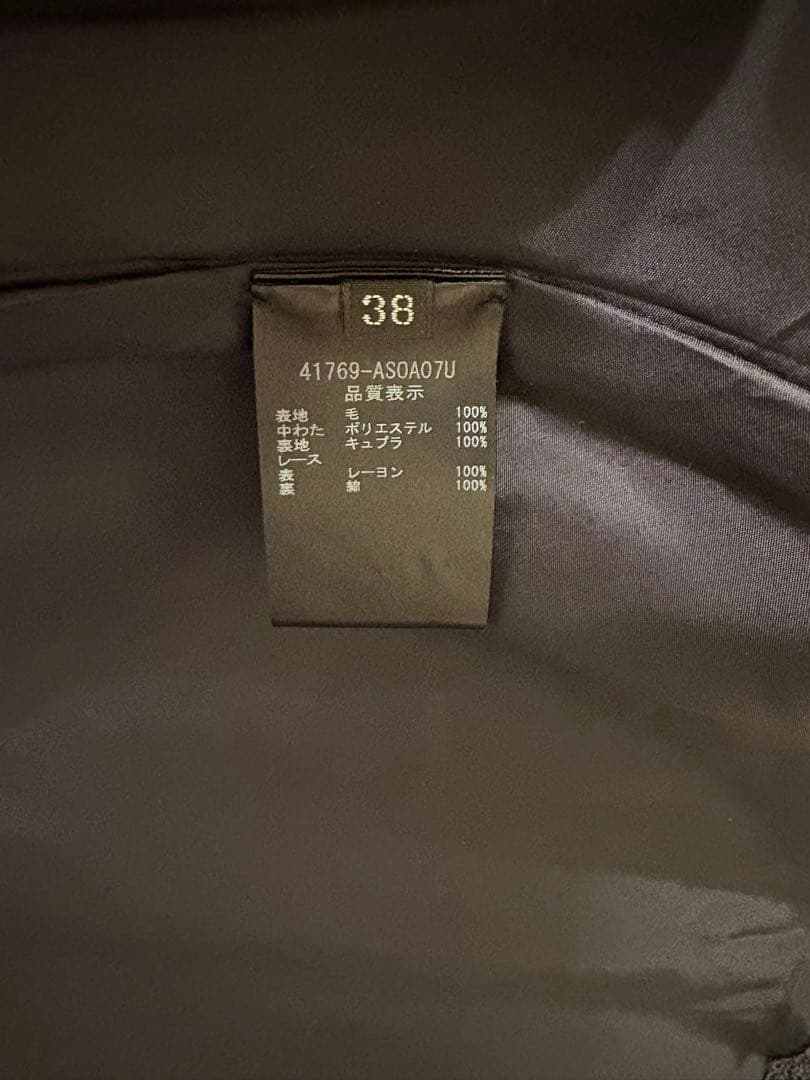 38
41769-AS0A07U
品質表示
表地 毛 100%
中わた ポリエステル 100%
裏地 キュプラ 100%
レース
表 レーヨン 100%
裏 綿 100%